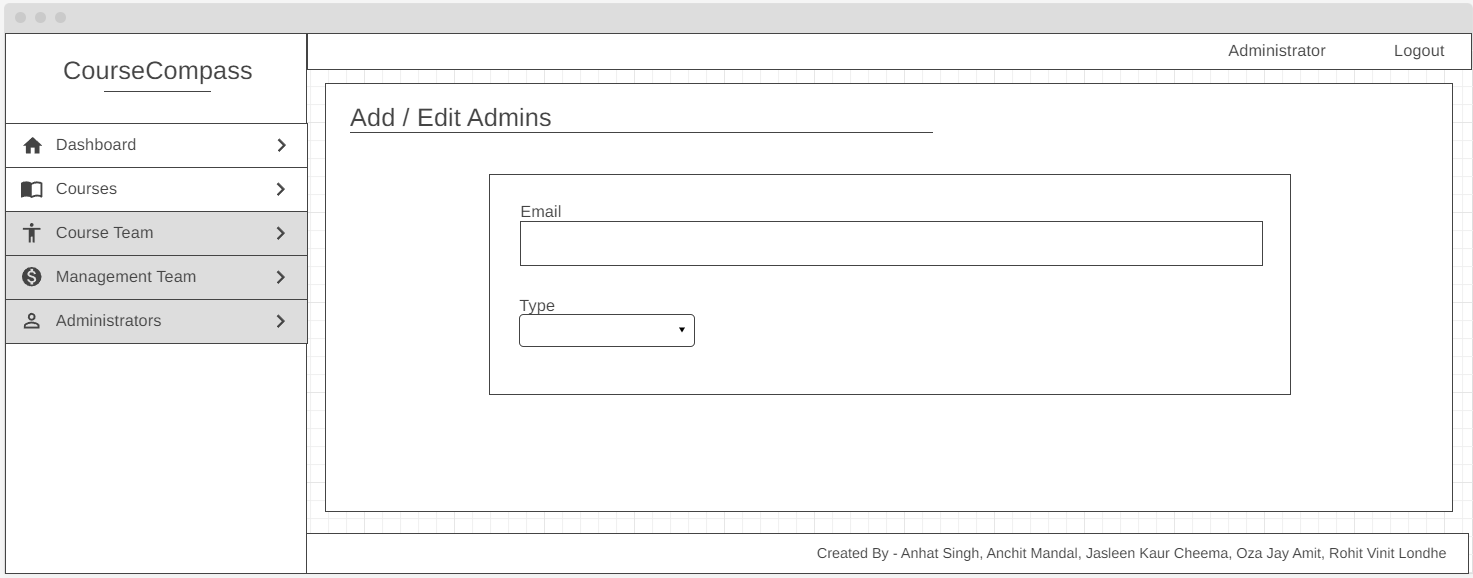 CourseCompass
Administrator
Logout
Dashboard
Courses
Course Team
Management Team
Administrators
Add / Edit Admins
Email
Type
Created By - Anhat Singh, Anchit Mandal, Jasleen Kaur Cheema, Oza Jay Amit, Rohit Vinit Londhe